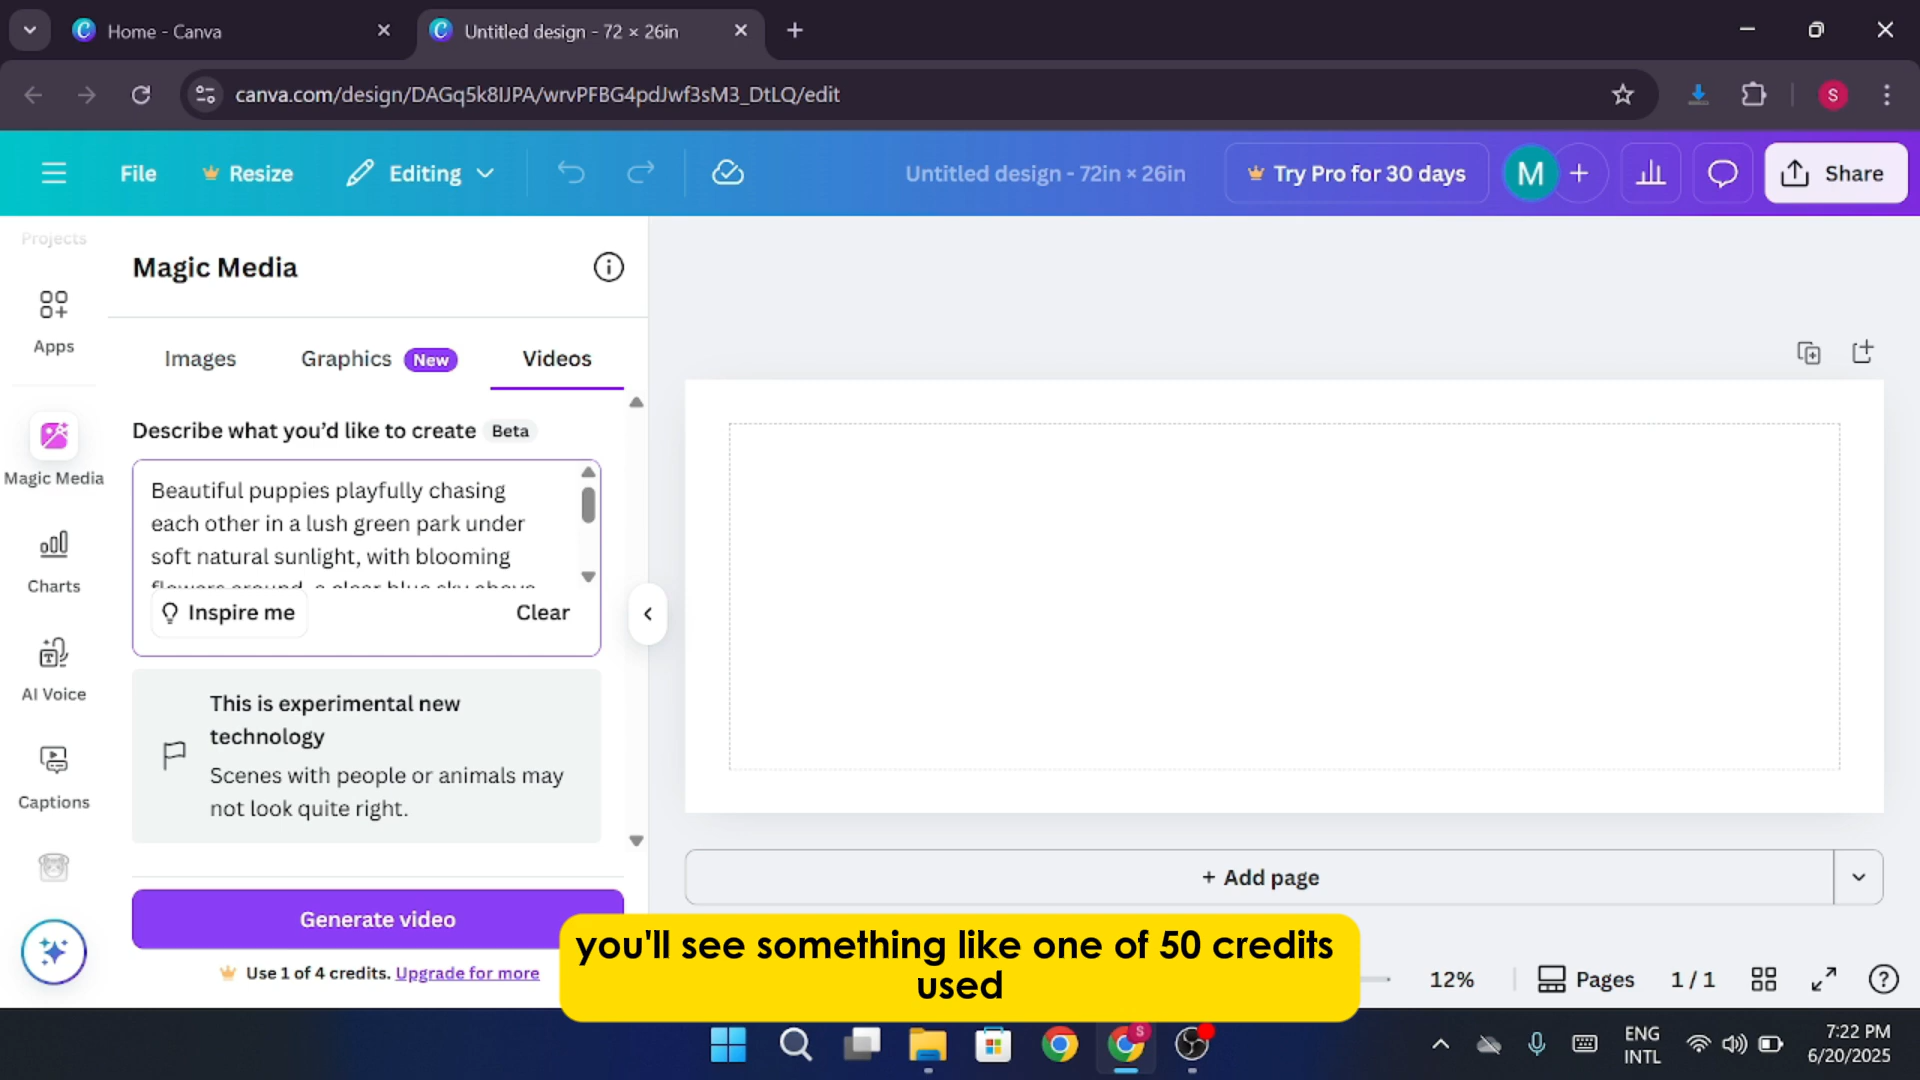 Home - Canva
Untitled design - 72 × 26in
canva.com/design/DAGq5k8IJPA/wrvPFBG4pdJwf3sM3_DtLQ/edit
S
File
Resize
Editing
Untitled design - 72in × 26in
Try Pro for 30 days
M
Share
Projects
Apps
Magic Media
Charts
AI Voice
Captions
Magic Media
Images
Graphics New
Videos
Describe what you'd like to create Beta
Beautiful puppies playfully chasing
each other in a lush green park under
soft natural sunlight, with blooming
flowers around, a clear blue sky above
Inspire me
Clear
This is experimental new
technology
Scenes with people or animals may
not look quite right.
Generate video
Use 1 of 4 credits. Upgrade for more
+ Add page
you'll see something like one of 50 credits
used
12%
Pages
1 / 1
S
ENG
INTL
7:22 PM
6/20/2025